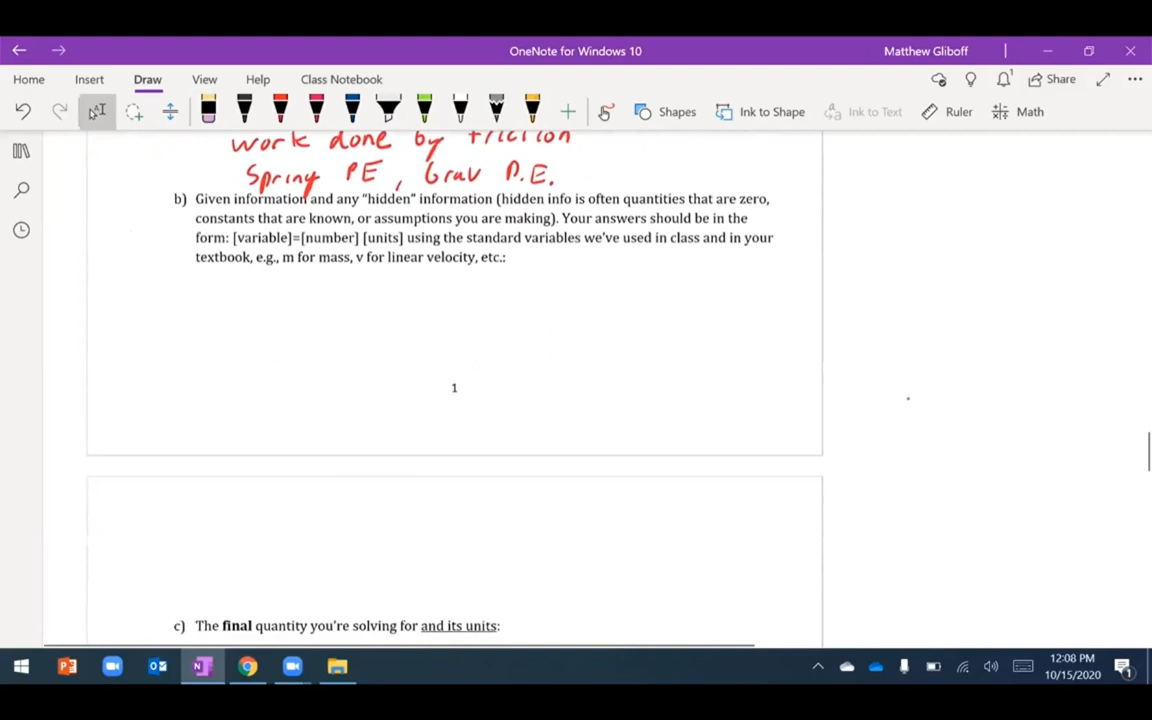 OneNote for Windows 10
Matthew Gliboff
Home Insert Draw View Help Class Notebook
Share
Shapes Ink to Shape Ink to Text Ruler Math
work done by friction
Spring PE, Grav P.E.
b) Given information and any “hidden” information (hidden info is often quantities that are zero,
constants that are known, or assumptions you are making). Your answers should be in the
form: [variable]=[number] [units] using the standard variables we’ve used in class and in your
textbook, e.g., m for mass, v for linear velocity, etc.:
1
c) The final quantity you’re solving for and its units:
12:08 PM
10/15/2020